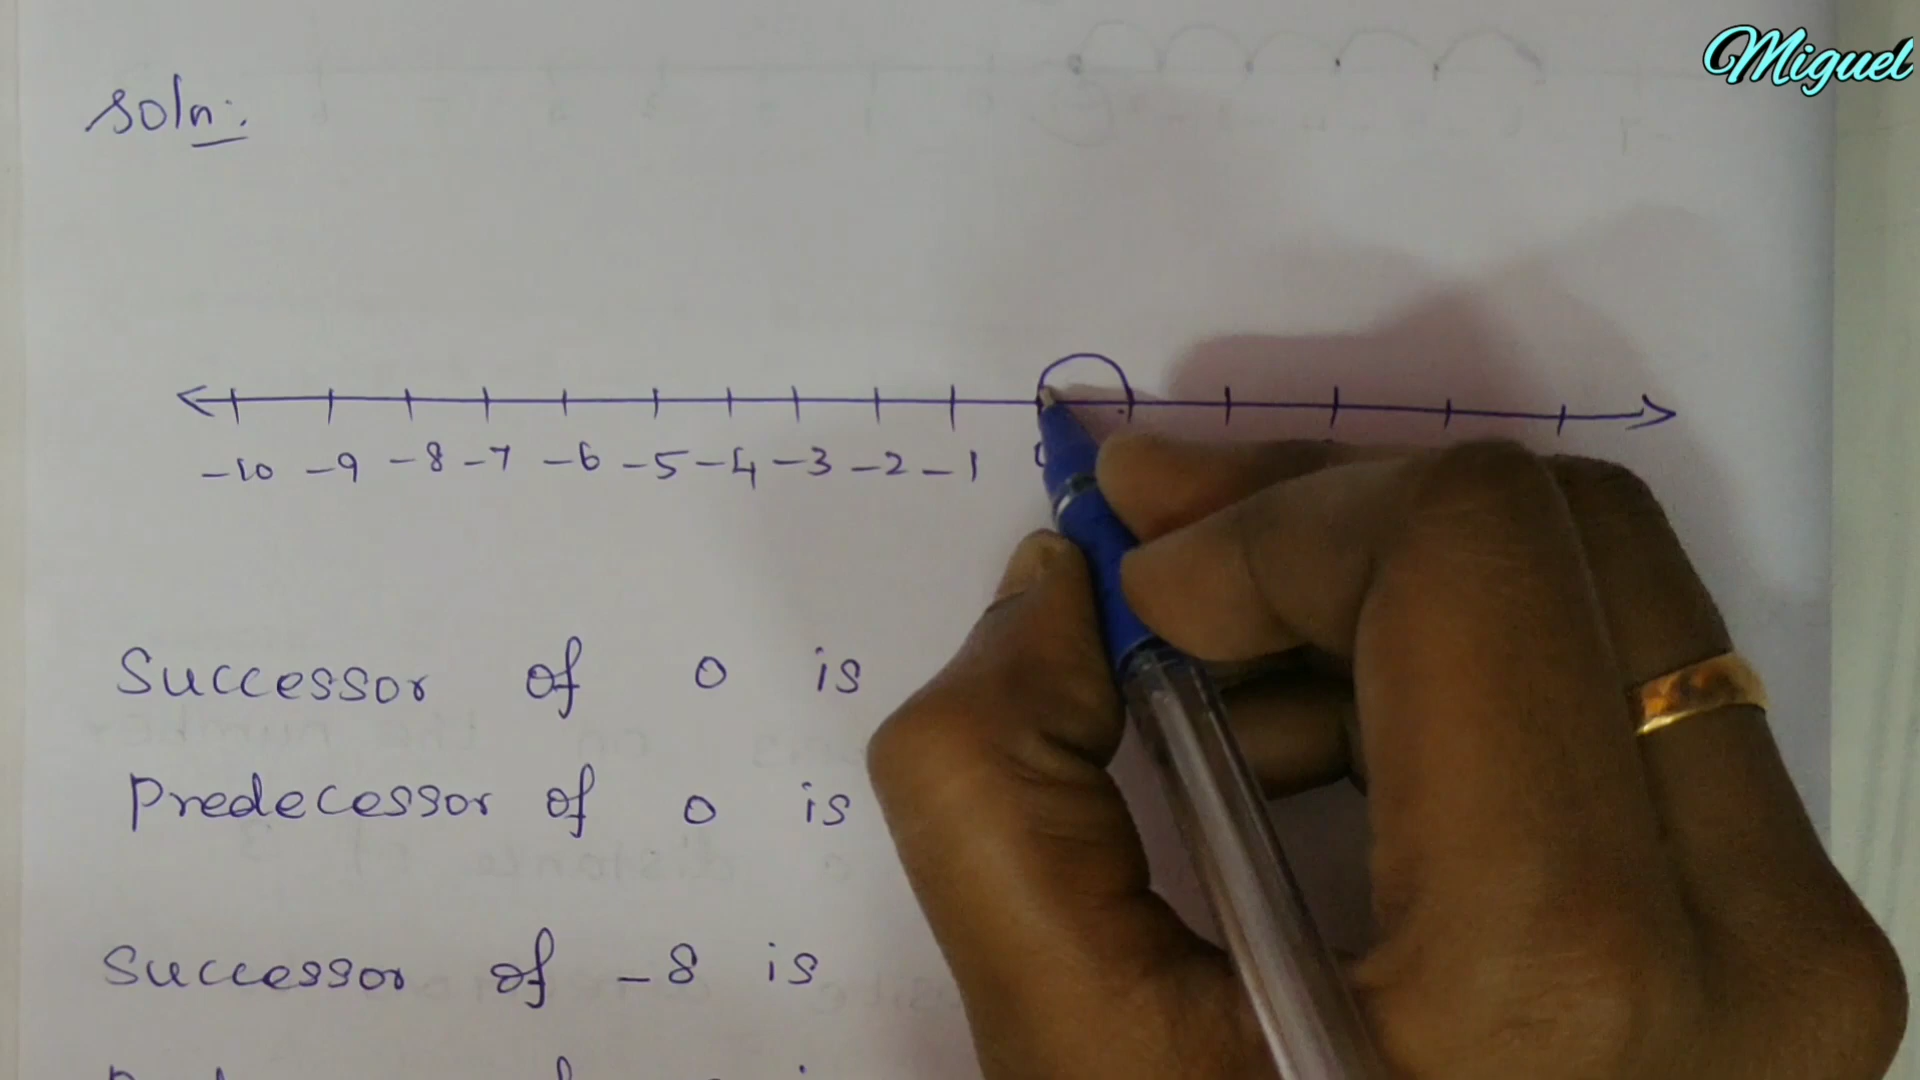 Miguel
Soln:
-10 -9 -8 -7 -6 -5 -4 -3 -2 -1
Successor of 0 is
Predecessor of 0 is
Successor of -8 is